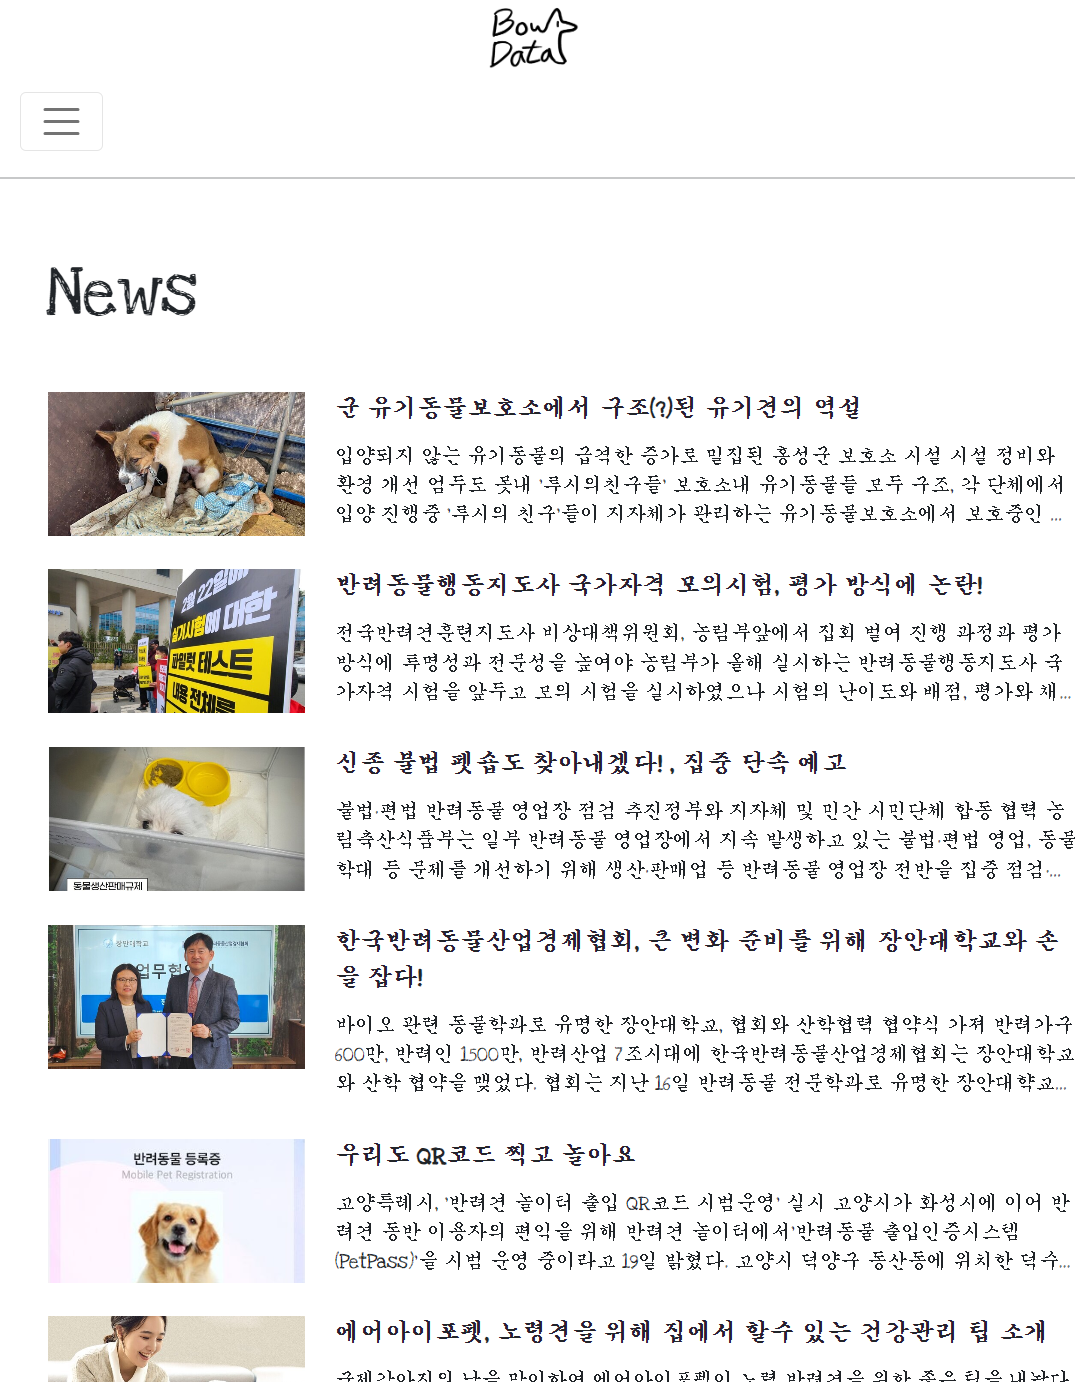 Bow
Data
News
군 유기동물보호소에서 구조(?)된 유기견의 역설
입양되지 않는 유기동물의 급격한 증가로 밀집된 홍성군 보호소 시설 시설 정비와
환경 개선 엄두도 못내 '루시의친구들' 보호소내 유기동물들 모두 구조, 각 단체에서
입양 진행중 '루시의 친구'들이 지자체가 관리하는 유기동물보호소에서 보호중인 ...
2월 22일에
실기시험에 대한
파일럿 테스트
내용 전체를
반려동물행동지도사 국가자격 모의시험, 평가 방식에 논란!
전국반려견훈련지도사 비상대책위원회, 농림부앞에서 집회 벌여 진행 과정과 평가
방식에 투명성과 전문성을 높여야 농림부가 올해 실시하는 반려동물행동지도사 국
가자격 시험을 앞두고 모의 시험을 실시하였으나 시험의 난이도와 배점, 평가와 채...
동물생산판매규제
신종 불법 펫숍도 찾아내겠다! , 집중 단속 예고
불법·편법 반려동물 영업장 점검 추진정부와 지자체 및 민간 시민단체 합동 협력 농
림축산식품부는 일부 반려동물 영업장에서 지속 발생하고 있는 불법·편법 영업, 동물
학대 등 문제를 개선하기 위해 생산·판매업 등 반려동물 영업장 전반을 집중 점검·...
장안대학교
업무협
한국반려동물산업경제협회, 큰 변화 준비를 위해 장안대학교와 손
을 잡다!
바이오 관련 동물학과로 유명한 장안대학교, 협회와 산학협력 협약식 가져 반려가구
600만, 반려인 1500만, 반려산업 7조시대에 한국반려동물산업경제협회는 장안대학교
와 산학 협약을 맺었다. 협회는 지난 16일 반려동물 전문학과로 유명한 장안대학교...
반려동물 등록증
Mobile Pet Registration
우리도 QR코드 찍고 놀아요
고양특례시, '반려견 놀이터 출입 QR코드 시범운영' 실시 고양시가 화성시에 이어 반
려견 동반 이용자의 편익을 위해 반려견 놀이터에서'반려동물 출입인증시스템
(PetPass)'을 시범 운영 중이라고 19일 밝혔다. 고양시 덕양구 동산동에 위치한 덕수...
에어아이포펫, 노령견을 위해 집에서 할수 있는 건강관리 팁 소개
국제강아지의 날을 맞이하여 에어아이포펫이 노령 반려견을 위한 좋은 팁을 내놨다